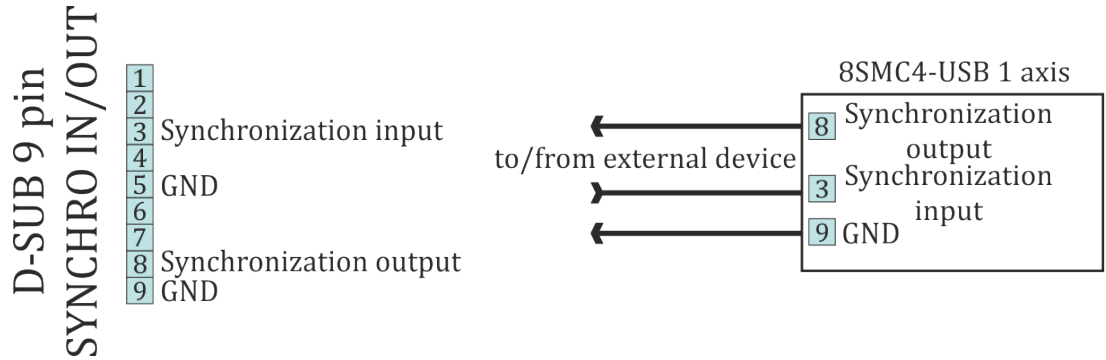 D-SUB 9 pin
SYNCHRO IN/OUT
1
2
3 Synchronization input
4
5 GND
6
7
8 Synchronization output
9 GND
to/from external device
8SMC4-USB 1 axis
8 Synchronization
output
3 Synchronization
input
9 GND